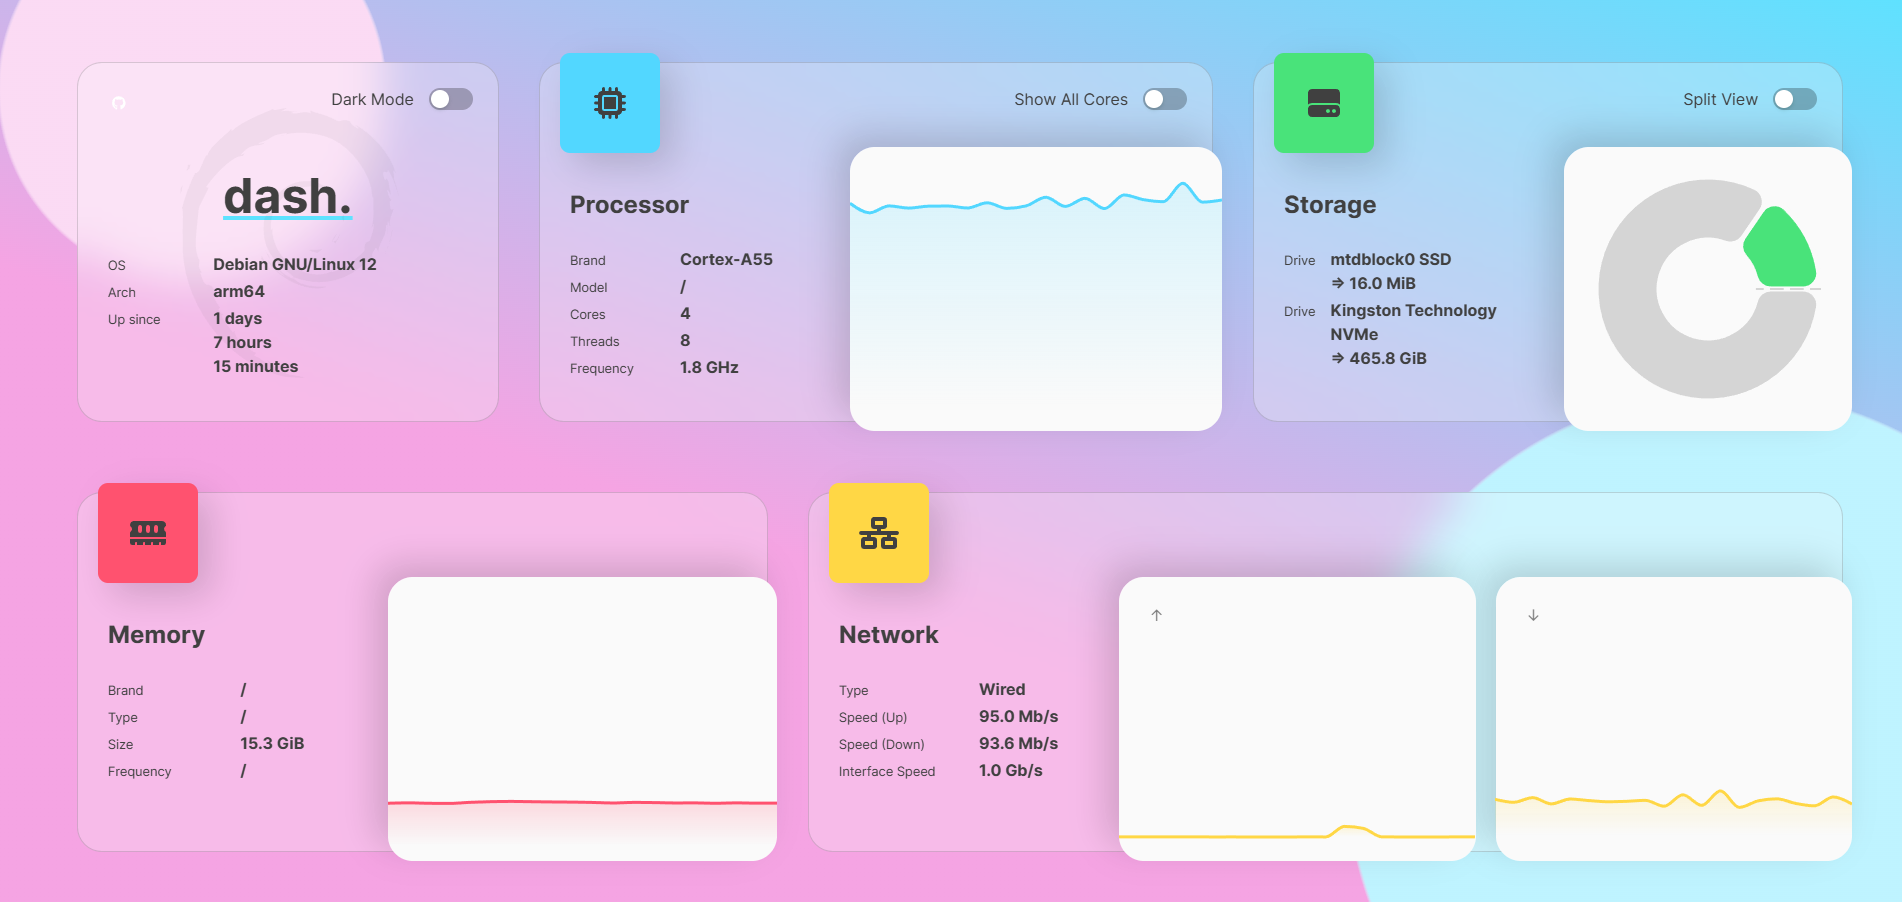 Dark Mode
dash.
OS Debian GNU/Linux 12
Arch arm64
Up since 1 days
7 hours
15 minutes
Show All Cores
Processor
Brand Cortex-A55
Model /
Cores 4
Threads 8
Frequency 1.8 GHz
Split View
Storage
Drive mtdblock0 SSD
⇒ 16.0 MiB
Drive Kingston Technology
NVMe
⇒ 465.8 GiB
Memory
Brand /
Type /
Size 15.3 GiB
Frequency /
Network
Type Wired
Speed (Up) 95.0 Mb/s
Speed (Down) 93.6 Mb/s
Interface Speed 1.0 Gb/s
↑
↓